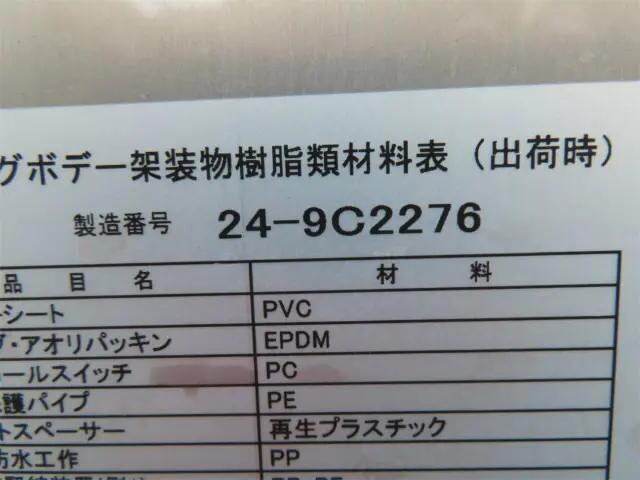 グボデー架装物樹脂類材料表（出荷時）
製造番号 24-9C2276
品目名 材料
シート PVC
・アオリパッキン EPDM
ールスイッチ PC
護パイプ PE
トスペーサー 再生プラスチック
防水工作 PP